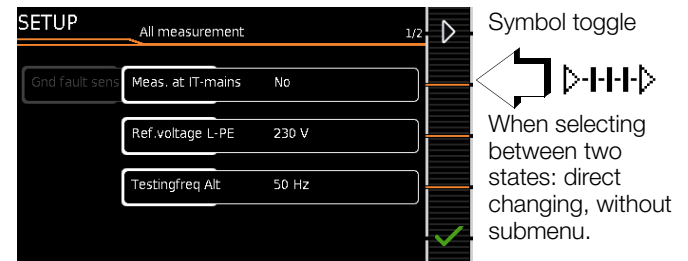 SETUP
All measurement
1/2
Gnd fault sens
Meas. at IT-mains No
Ref.voltage L-PE 230 V
Testingfreq Alt 50 Hz
Symbol toggle
When selecting
between two
states: direct
changing, without
submenu.